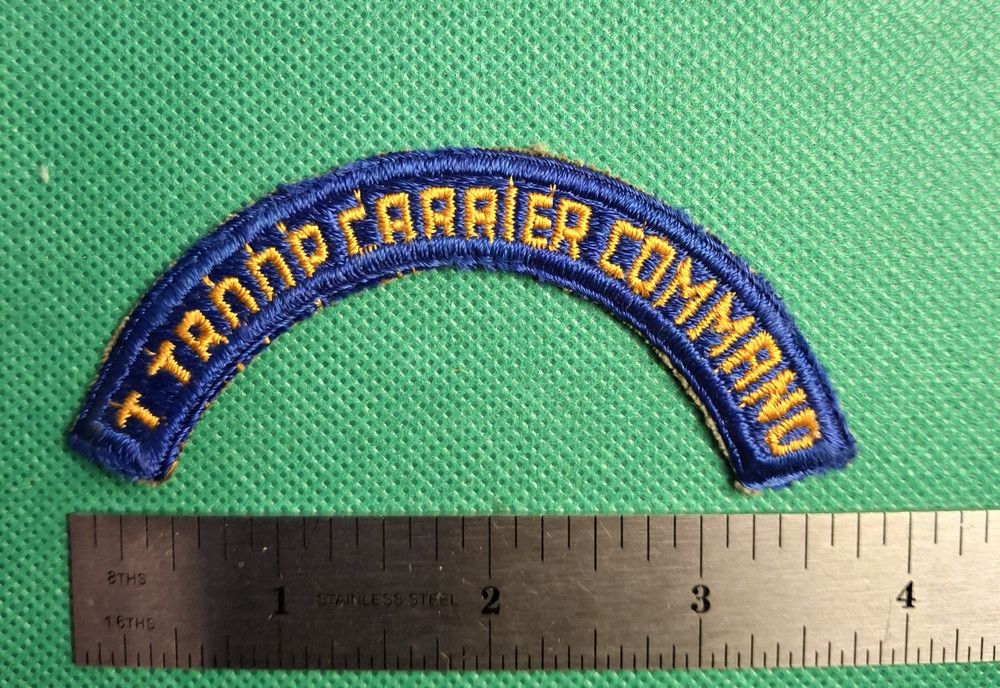 I TROOP CARRIER COMMAND
8THS
1 STAINLESS STEEL 2 3 4
16THS